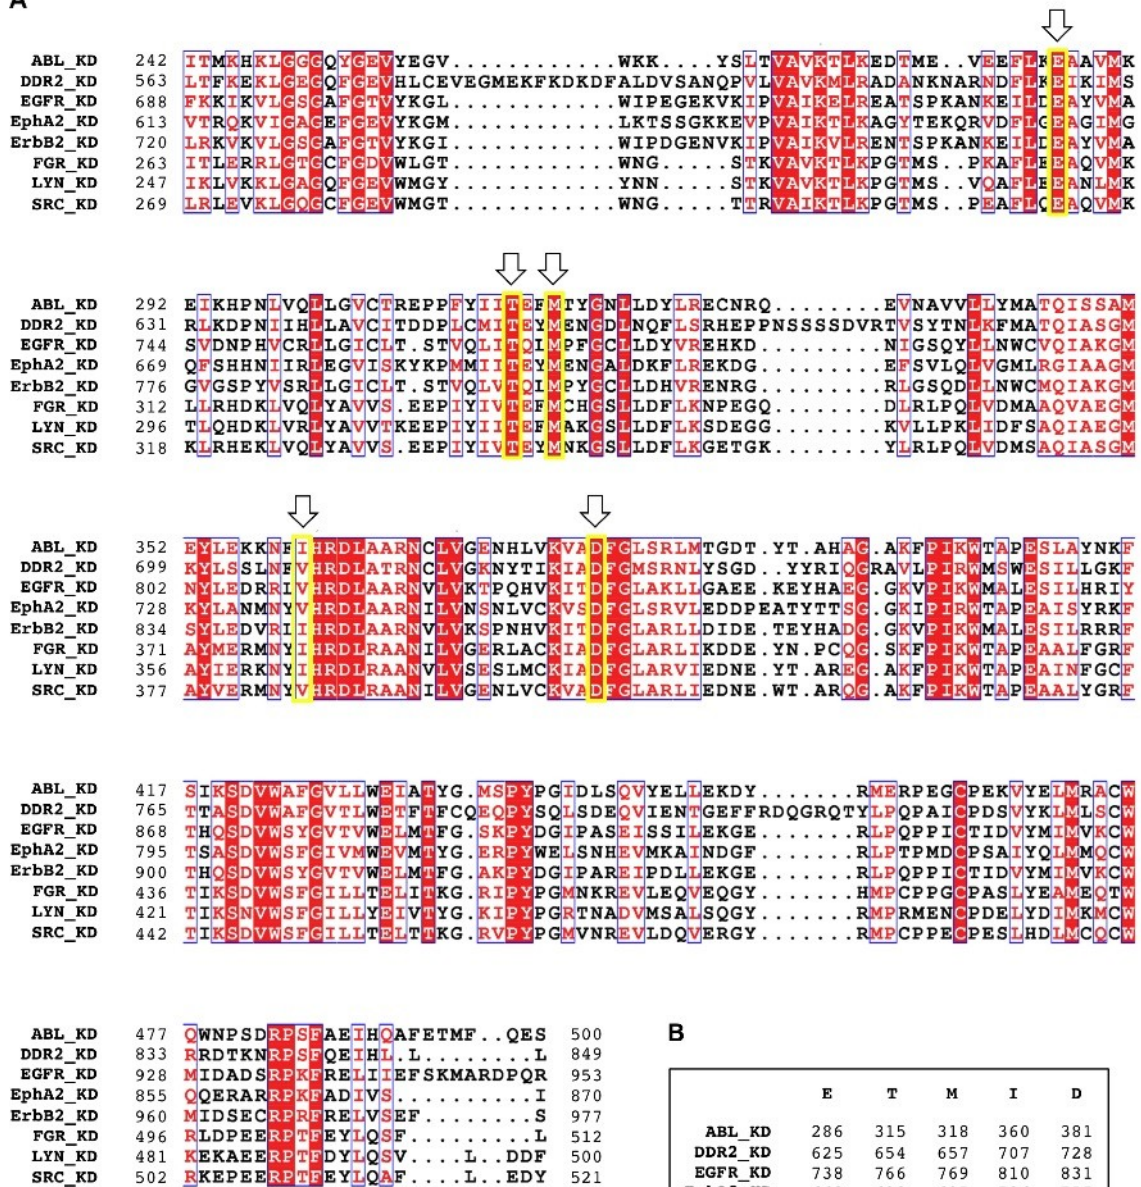 A
ABL_KD 242 ITMKHKLGGGQYGEVYEGV............WKK....YSLTVAVKTLKEDTME..VEEFLKEAAVMK
DDR2_KD 563 LTFKEKLGEGQFGEVHLCEVEGMEKFKDKDFALDVSANQPVLVAVKMLRADANKNARNDFLKEIKIMS
EGFR_KD 688 FKKIKVLGSGAFGTVYKGL............WIPEGEKVKIPVAIKELREATSPKANKEILDEAYVMA
EphA2_KD 613 VTRQKVIGAGEFGEVYKGM............LKTSSGKKEVPVAIKTLKAGYTEKQRVDFLGEAGIMG
ErbB2_KD 720 LRKVKVLGSGAFGTVYKGI............WIPDGENVKIPVAIKVLRENTSPKANKEILDEAYVMA
FGR_KD 263 ITLERRLGTGCFGDVWLGT............WNG.....STKVAVKTLKPGTMS..PKAFLEEAQVMK
LYN_KD 247 IKLVKKLGAGQFGEVWMGY............YNN.....STKVAVKTLKPGTMS..VQAFLEEANLMK
SRC_KD 269 LRLEVKLGQGCFGEVWMGT............WNG.....TTRVAIKTLKPGTMS..PEAFLQEAQVMK
ABL_KD 292 EIKHPNLVQLLGVCTREPPFYIITEFMTYGNLLDYLRECNRQ........EVNAVVLLYMATQISSAM
DDR2_KD 631 RLKDPNIIHLLAVCITDDPLCMITEYMENGDLNQFLSRHEPPNSSSSDVRTVSYTNLKFMATQIASGM
EGFR_KD 744 SVDNPHVCRLLGICLT.STVQLITQLMPFGCLLDYVREHKD.........NIGSQYLLNWCVQIAKGM
EphA2_KD 669 QFSHHNIIRLEGVISKYKPMMIITEYMENGALDKFLREKDG.........EFSVLQLVGMLRGIAAGM
ErbB2_KD 776 GVGSPYVSRLLGICLT.STVQLVTQLMPYGCLLDHVRENRG.........RLGSQDLLNWCMQIAKGM
FGR_KD 312 LLRHDKLVQLYAVVS.EEPIYIVTEFMCHGSLLDFLKNPEGQ........DLRLPQLVDMAAQVAEGM
LYN_KD 296 TLQHDKLVRLYAVVTKEEPIYIITEFMAKGSLLDFLKSDEGG........KVLLPKLIDFSAQIAEGM
SRC_KD 318 KLRHEKLVQLYAVVS.EEPIYIVTEYMNKGSLLDFLKGETGK........YLRLPQLVDMSAQIASGM
ABL_KD 352 EYLEKKNFIHRDLAARNCLVGENHLVKVADFGLSRLMTGDT.YT.AHAG.AKFPIKWTAPESLAYNKF
DDR2_KD 699 KYLSSLNFVHRDLATRNCLVGKNYTIKIADFGMSRNLYSGD..YYRIQGRAVLPIRWMSWESILLGKF
EGFR_KD 802 NYLEDRRLVHRDLAARNVLVKTPQHVKITDFGLAKLLGAEE.KEYHAEG.GKVPIKWMALESILHRIY
EphA2_KD 728 KYLANMNYVHRDLAARNILVNSNLVCKVSDFGLSRVLEDDPEATYTTSG.GKIPIRWTAPEAISYRKF
ErbB2_KD 834 SYLEDVRLIHRDLAARNVLVKSPNHVKITDFGLARLLDIDE.TEYHADG.GKVPIKWMALESILRRRF
FGR_KD 371 AYMERMNYIHRDLRAANILVGERLACKIADFGLARLIKDDE.YN.PCQG.SKFPIKWTAPEAALFGRF
LYN_KD 356 AYIERKNYIHRDLRAANVLVSESLMCKIADFGLARVIEDNE.YT.AREG.AKFPIKWTAPEAINFGCF
SRC_KD 377 AYVERMNYVHRDLRAANILVGENLVCKVADFGLARLIEDNE.WT.ARQG.AKFPIKWTAPEAALYGRF
ABL_KD 417 SIKSDVWAFGVLLWEIATYG.MSPYPGIDLSQVYELLEKDY.......RMERPEGCPEKVYELMRACW
DDR2_KD 765 TTASDVWAFGVTLWETFTFCQEQPYSQLSDEQVIENTGEFFRDQGRQTYLPQPAICPDSVYKLMLSCW
EGFR_KD 868 THQSDVWSYGVTVWELMTFG.SKPYDGIPASEISSILEKGE.......RLPQPPICTIDVYMIMVKCW
EphA2_KD 795 TSASDVWSFGIVMWEVMTYG.ERPYWELSNHEVMKAINDGF.......RLPTPMDCPSAIYQLMMQCW
ErbB2_KD 900 THQSDVWSYGVTVWELMTFG.AKPYDGIPAREIPDLLEKGE.......RLPQPPICTIDVYMIMVKCW
FGR_KD 436 TIKSDVWSFGILLTELITKG.RIPYPGMNKREVLEQVEQGY.......HMPCPPGCPASLYEAMEQTW
LYN_KD 421 TIKSNVWSFGILLYEIVTYG.KIPYPGRTNADVMSALSQGY.......RMPRMENCPDELYDIMKMCW
SRC_KD 442 TIKSDVWSFGILLTELTTKG.RVPYPGMVNREVLDQVERGY.......RMPCPPECPESLHDLMCQCW
ABL_KD 477 QWNPSDRPSFAEIHQAFETMF..QES 500
DDR2_KD 833 RRDTKNRPSFQEIHL.L.........L 849
EGFR_KD 928 MIDADSRPKFRELIIEFSKMARDPQR 953
EphA2_KD 855 QQERARRPKFADIVS..........I 870
ErbB2_KD 960 MIDSECRPRFRELVSEF........S 977
FGR_KD 496 RLDPEERPTFEYLQSF.........L 512
LYN_KD 481 KEKAEERPTFDYLQSV....L..DDF 500
SRC_KD 502 RKEPEERPTFEYLQAF....L..EDY 521
B
E T M I D
ABL_KD 286 315 318 360 381
DDR2_KD 625 654 657 707 728
EGFR_KD 738 766 769 810 831